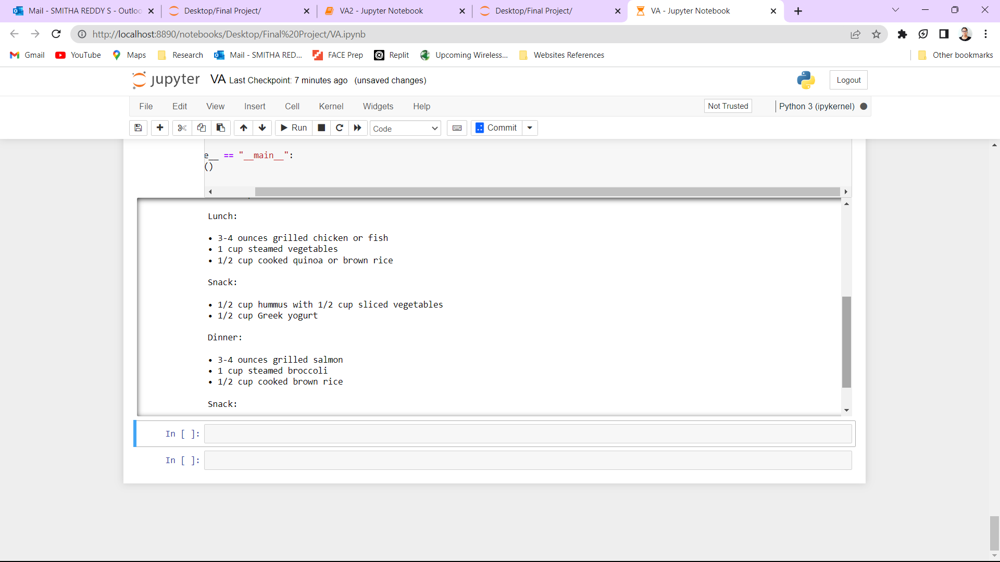 Mail - SMITHA REDDY S - Outloo
Desktop/Final Project/
VA2 - Jupyter Notebook
Desktop/Final Project/
VA - Jupyter Notebook
http://localhost:8890/notebooks/Desktop/Final%20Project/VA.ipynb
Gmail
YouTube
Maps
Research
Mail - SMITHA RED...
FACE Prep
Replit
Upcoming Wireless...
Websites References
Other bookmarks
jupyter
VA Last Checkpoint: 7 minutes ago (unsaved changes)
Logout
File
Edit
View
Insert
Cell
Kernel
Widgets
Help
Not Trusted
Python 3 (ipykernel)
Run
Code
Commit
e__ == "__main__":
()
Lunch:
• 3-4 ounces grilled chicken or fish
• 1 cup steamed vegetables
• 1/2 cup cooked quinoa or brown rice
Snack:
• 1/2 cup hummus with 1/2 cup sliced vegetables
• 1/2 cup Greek yogurt
Dinner:
• 3-4 ounces grilled salmon
• 1 cup steamed broccoli
• 1/2 cup cooked brown rice
Snack:
In [ ]:
In [ ]: